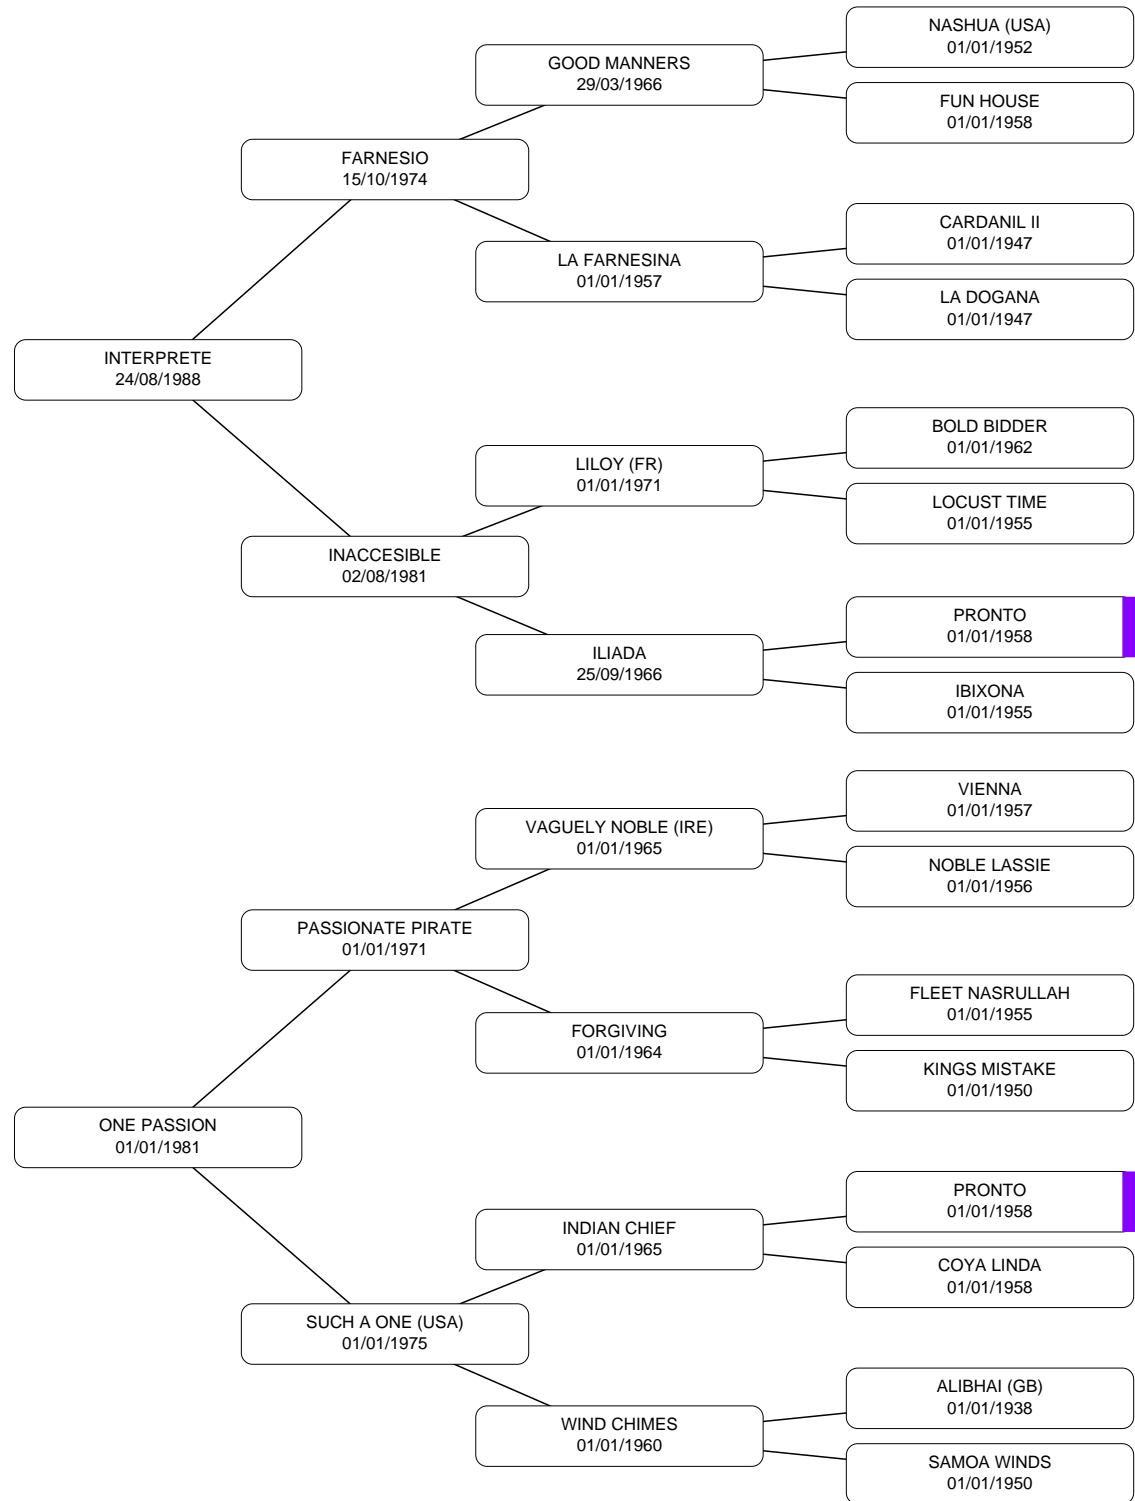 NASHUA (USA)
01/01/1952
GOOD MANNERS
29/03/1966
FUN HOUSE
01/01/1958
FARNESIO
15/10/1974
CARDANIL II
01/01/1947
LA FARNESINA
01/01/1957
LA DOGANA
01/01/1947
INTERPRETE
24/08/1988
BOLD BIDDER
01/01/1962
LILOY (FR)
01/01/1971
LOCUST TIME
01/01/1955
INACCESIBLE
02/08/1981
PRONTO
01/01/1958
ILIADA
25/09/1966
IBIXONA
01/01/1955
VIENNA
01/01/1957
VAGUELY NOBLE (IRE)
01/01/1965
NOBLE LASSIE
01/01/1956
PASSIONATE PIRATE
01/01/1971
FLEET NASRULLAH
01/01/1955
FORGIVING
01/01/1964
KINGS MISTAKE
01/01/1950
ONE PASSION
01/01/1981
PRONTO
01/01/1958
INDIAN CHIEF
01/01/1965
COYA LINDA
01/01/1958
SUCH A ONE (USA)
01/01/1975
ALIBHAI (GB)
01/01/1938
WIND CHIMES
01/01/1960
SAMOA WINDS
01/01/1950